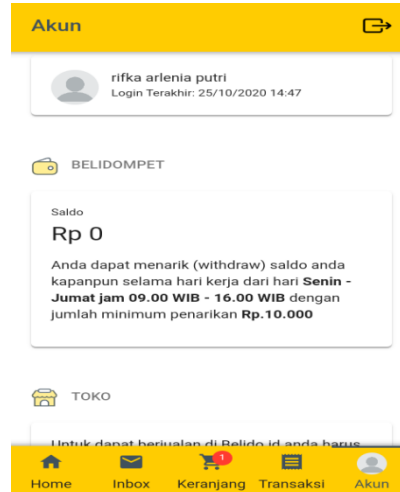 Akun
rifka arlenia putri
Login Terakhir: 25/10/2020 14:47
BELIDOMPET
Saldo
Rp 0
Anda dapat menarik (withdraw) saldo anda
kapanpun selama hari kerja dari hari Senin -
Jumat jam 09.00 WIB - 16.00 WIB dengan
jumlah minimum penarikan Rp.10.000
TOKO
Untuk dapat berjualan di Belido.id anda harus
1
Home Inbox Keranjang Transaksi Akun